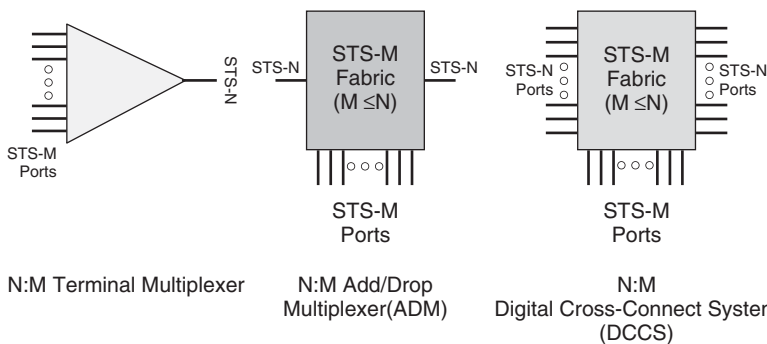 STS-M
Ports
STS-N
N:M Terminal Multiplexer
STS-N
STS-M
Fabric
(M ≤N)
STS-N
STS-M
Ports
N:M Add/Drop
Multiplexer(ADM)
STS-N
Ports
STS-M
Fabric
(M ≤N)
STS-N
Ports
STS-M
Ports
N:M
Digital Cross-Connect System
(DCCS)